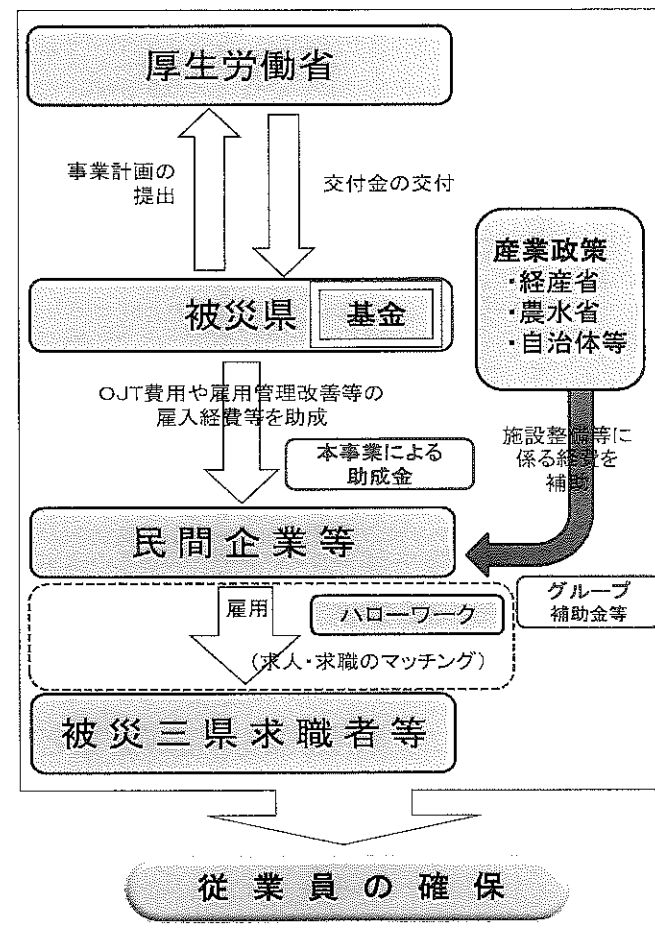 厚生労働省
事業計画の
提出
交付金の交付
産業政策
・経産省
・農水省
・自治体等
被災県
基金
OJT費用や雇用管理改善等の
雇入経費等を助成
本事業による
助成金
施設整備等に
係る経費を
補助
民間企業等
グループ
補助金等
雇用
ハローワーク
(求人・求職のマッチング)
被災三県求職者等
従業員の確保